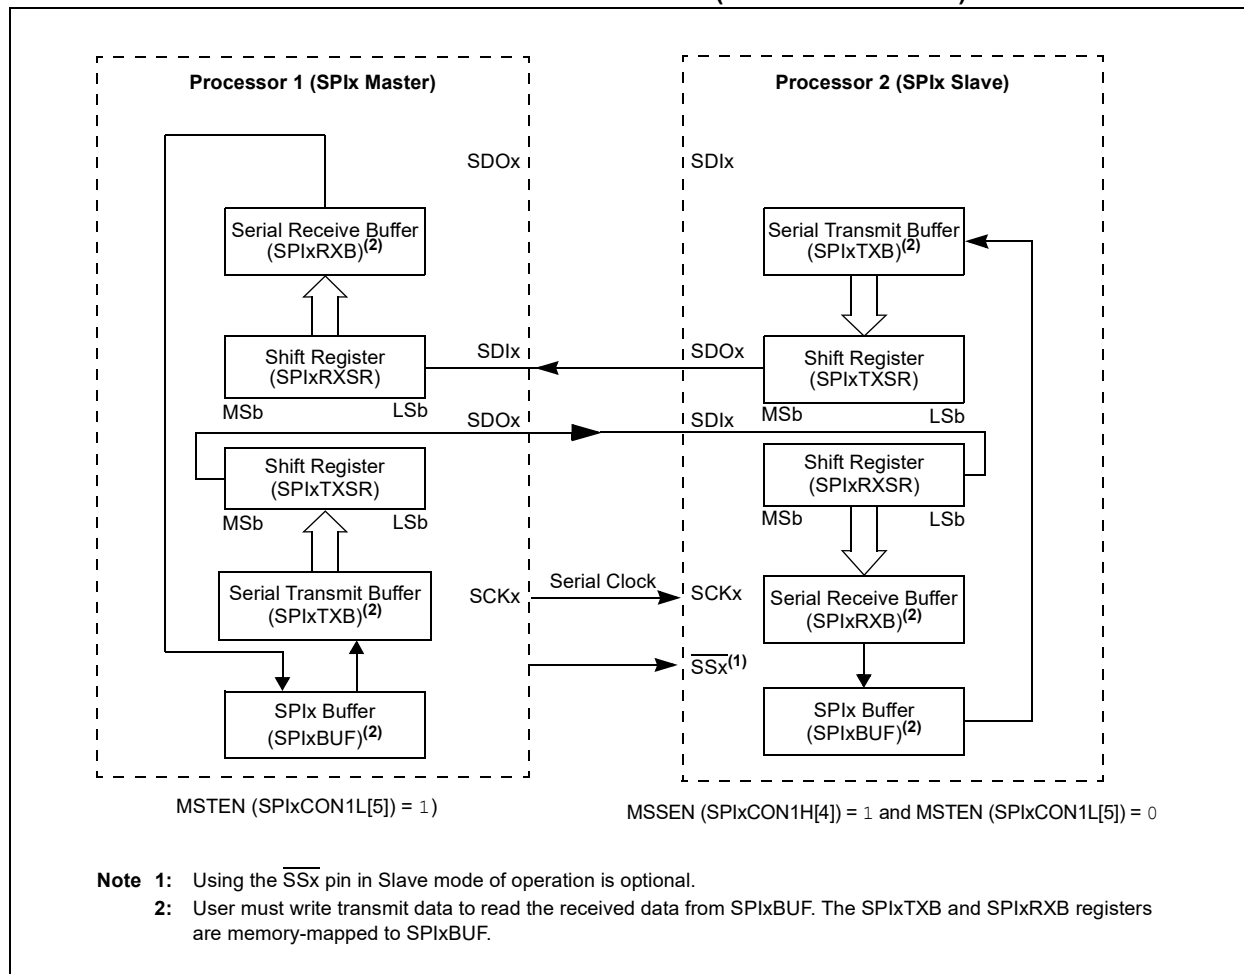 Processor 1 (SPIx Master)
Processor 2 (SPIx Slave)
SDOx
SDIx
Serial Receive Buffer
(SPIxRXB)(2)
Serial Transmit Buffer
(SPIxTXB)(2)
Shift Register
(SPIxRXSR)
SDIx
SDOx
Shift Register
(SPIxTXSR)
MSb
LSb
MSb
LSb
SDOx
SDIx
Shift Register
(SPIxTXSR)
Shift Register
(SPIxRXSR)
MSb
LSb
MSb
LSb
Serial Transmit Buffer
(SPIxTXB)(2)
SCKx
Serial Clock
SCKx
Serial Receive Buffer
(SPIxRXB)(2)
SSx(1)
SPIx Buffer
(SPIxBUF)(2)
SPIx Buffer
(SPIxBUF)(2)
MSTEN (SPIxCON1L[5]) = 1)
MSSEN (SPIxCON1H[4]) = 1 and MSTEN (SPIxCON1L[5]) = 0
Note 1: Using the SSx pin in Slave mode of operation is optional.
2: User must write transmit data to read the received data from SPIxBUF. The SPIxTXB and SPIxRXB registers
are memory-mapped to SPIxBUF.